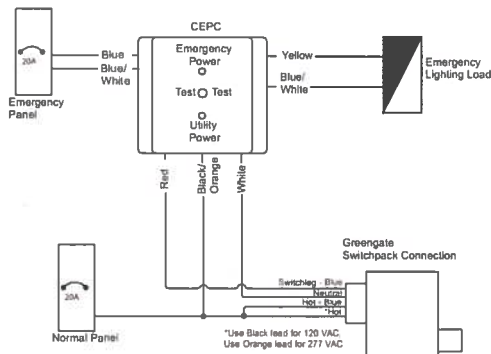 CEPC
Blue
Blue/
White
20A
Emergency
Panel
Emergency
Power
Test Test
Utility
Power
Yellow
Blue/
White
Emergency
Lighting Load
Red
Black/
Orange
White
Greengate
Switchpack Connection
Switchleg - Blue
Neutral
Hot - Blue
*Hot
20A
Normal Panel
*Use Black lead for 120 VAC,
Use Orange lead for 277 VAC